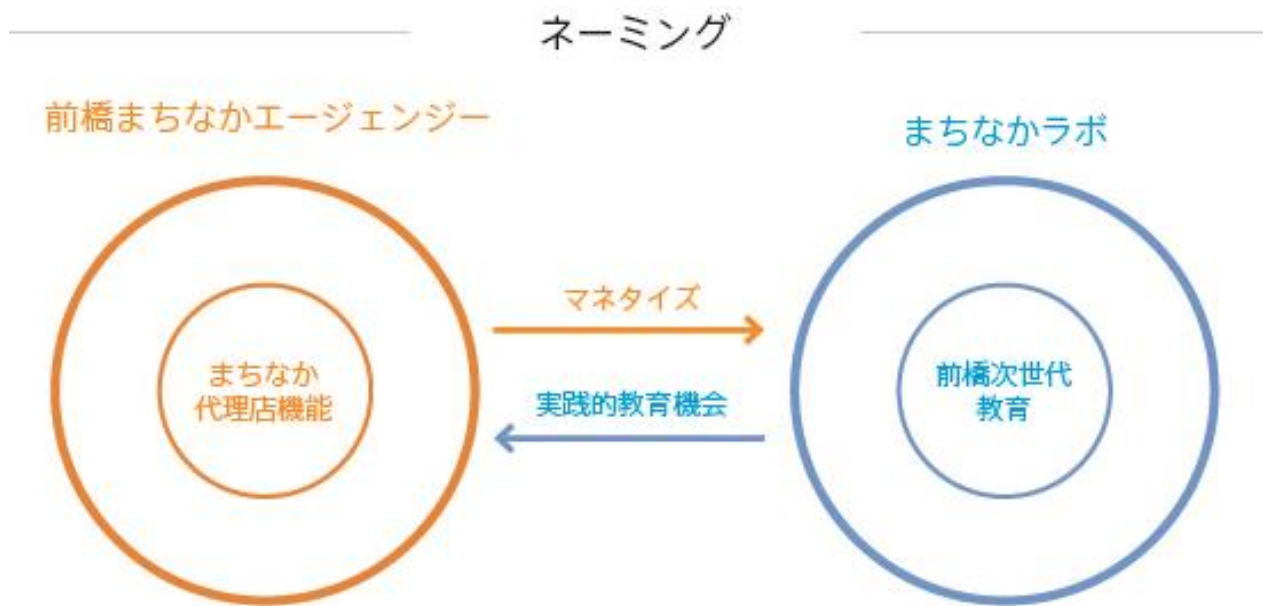 ネーミング
前橋まちなかエージェンジー
まちなかラボ
マネタイズ
まちなか
代理店機能
実践的教育機会
前橋次世代
教育